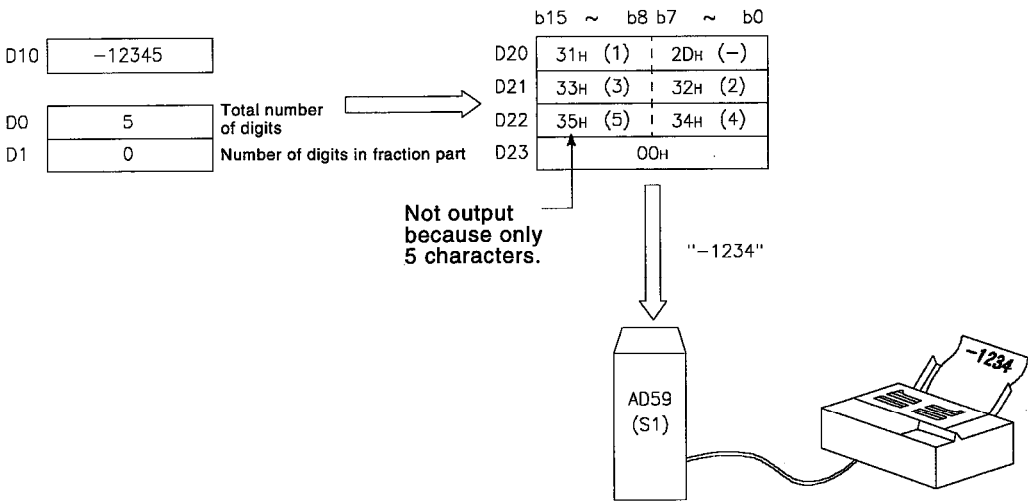 b15 ~ b8 b7 ~ b0
D10 -12345
D20 31H (1) 2DH (-)
D21 33H (3) 32H (2)
D0 5 Total number
of digits
D22 35H (5) 34H (4)
D1 0 Number of digits in fraction part
D23 00H
Not output
because only
5 characters.
"-1234"
-1234
AD59
(S1)